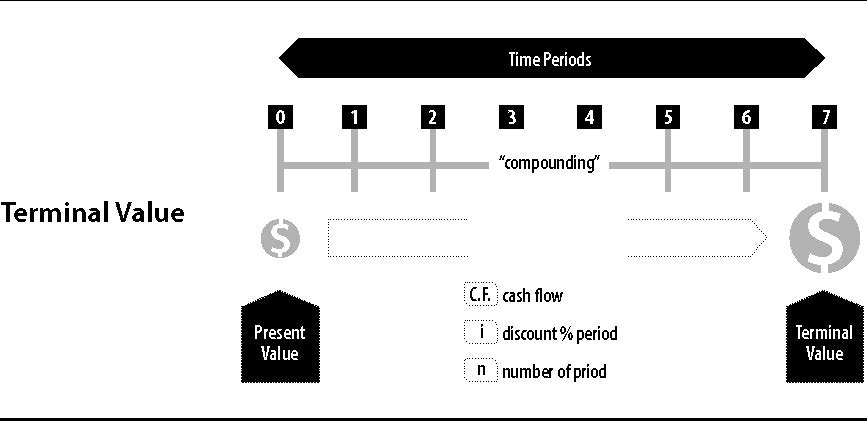 Time Periods
0 1 2 3 4 5 6 7
"compounding"
Terminal Value
$ $
C.F. cash flow
i discount % period
n number of priod
Present
Value
Terminal
Value